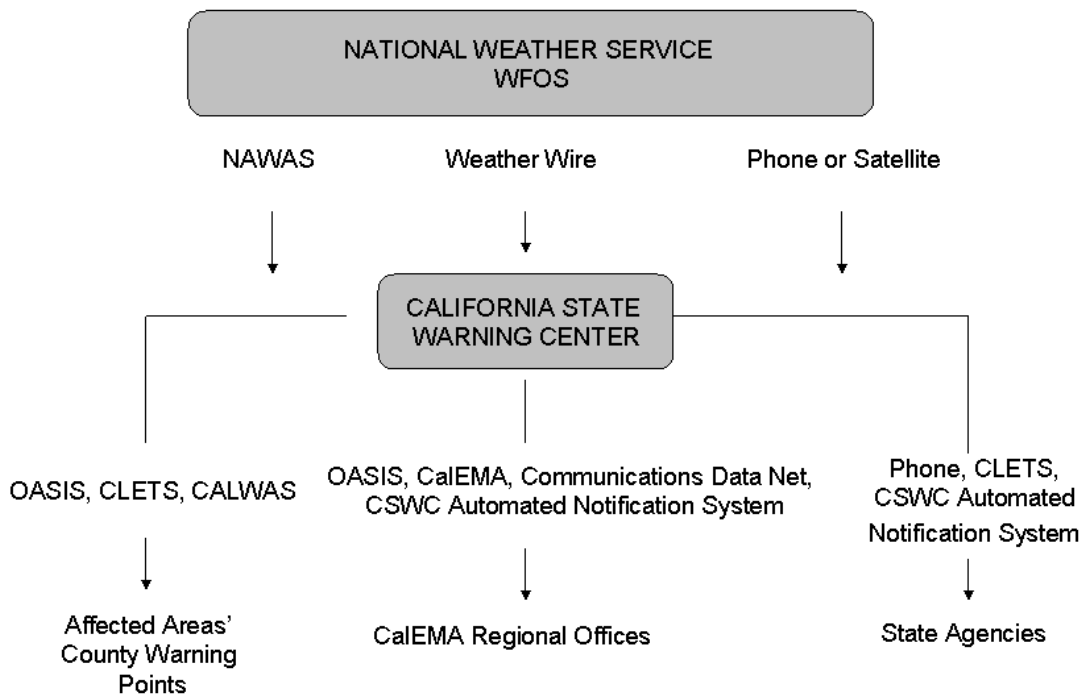 NATIONAL WEATHER SERVICE
WFOS
NAWAS
Weather Wire
Phone or Satellite
CALIFORNIA STATE
WARNING CENTER
OASIS, CLETS, CALWAS
OASIS, CalEMA, Communications Data Net,
CSWC Automated Notification System
Phone, CLETS,
CSWC Automated
Notification System
Affected Areas’
County Warning
Points
CalEMA Regional Offices
State Agencies